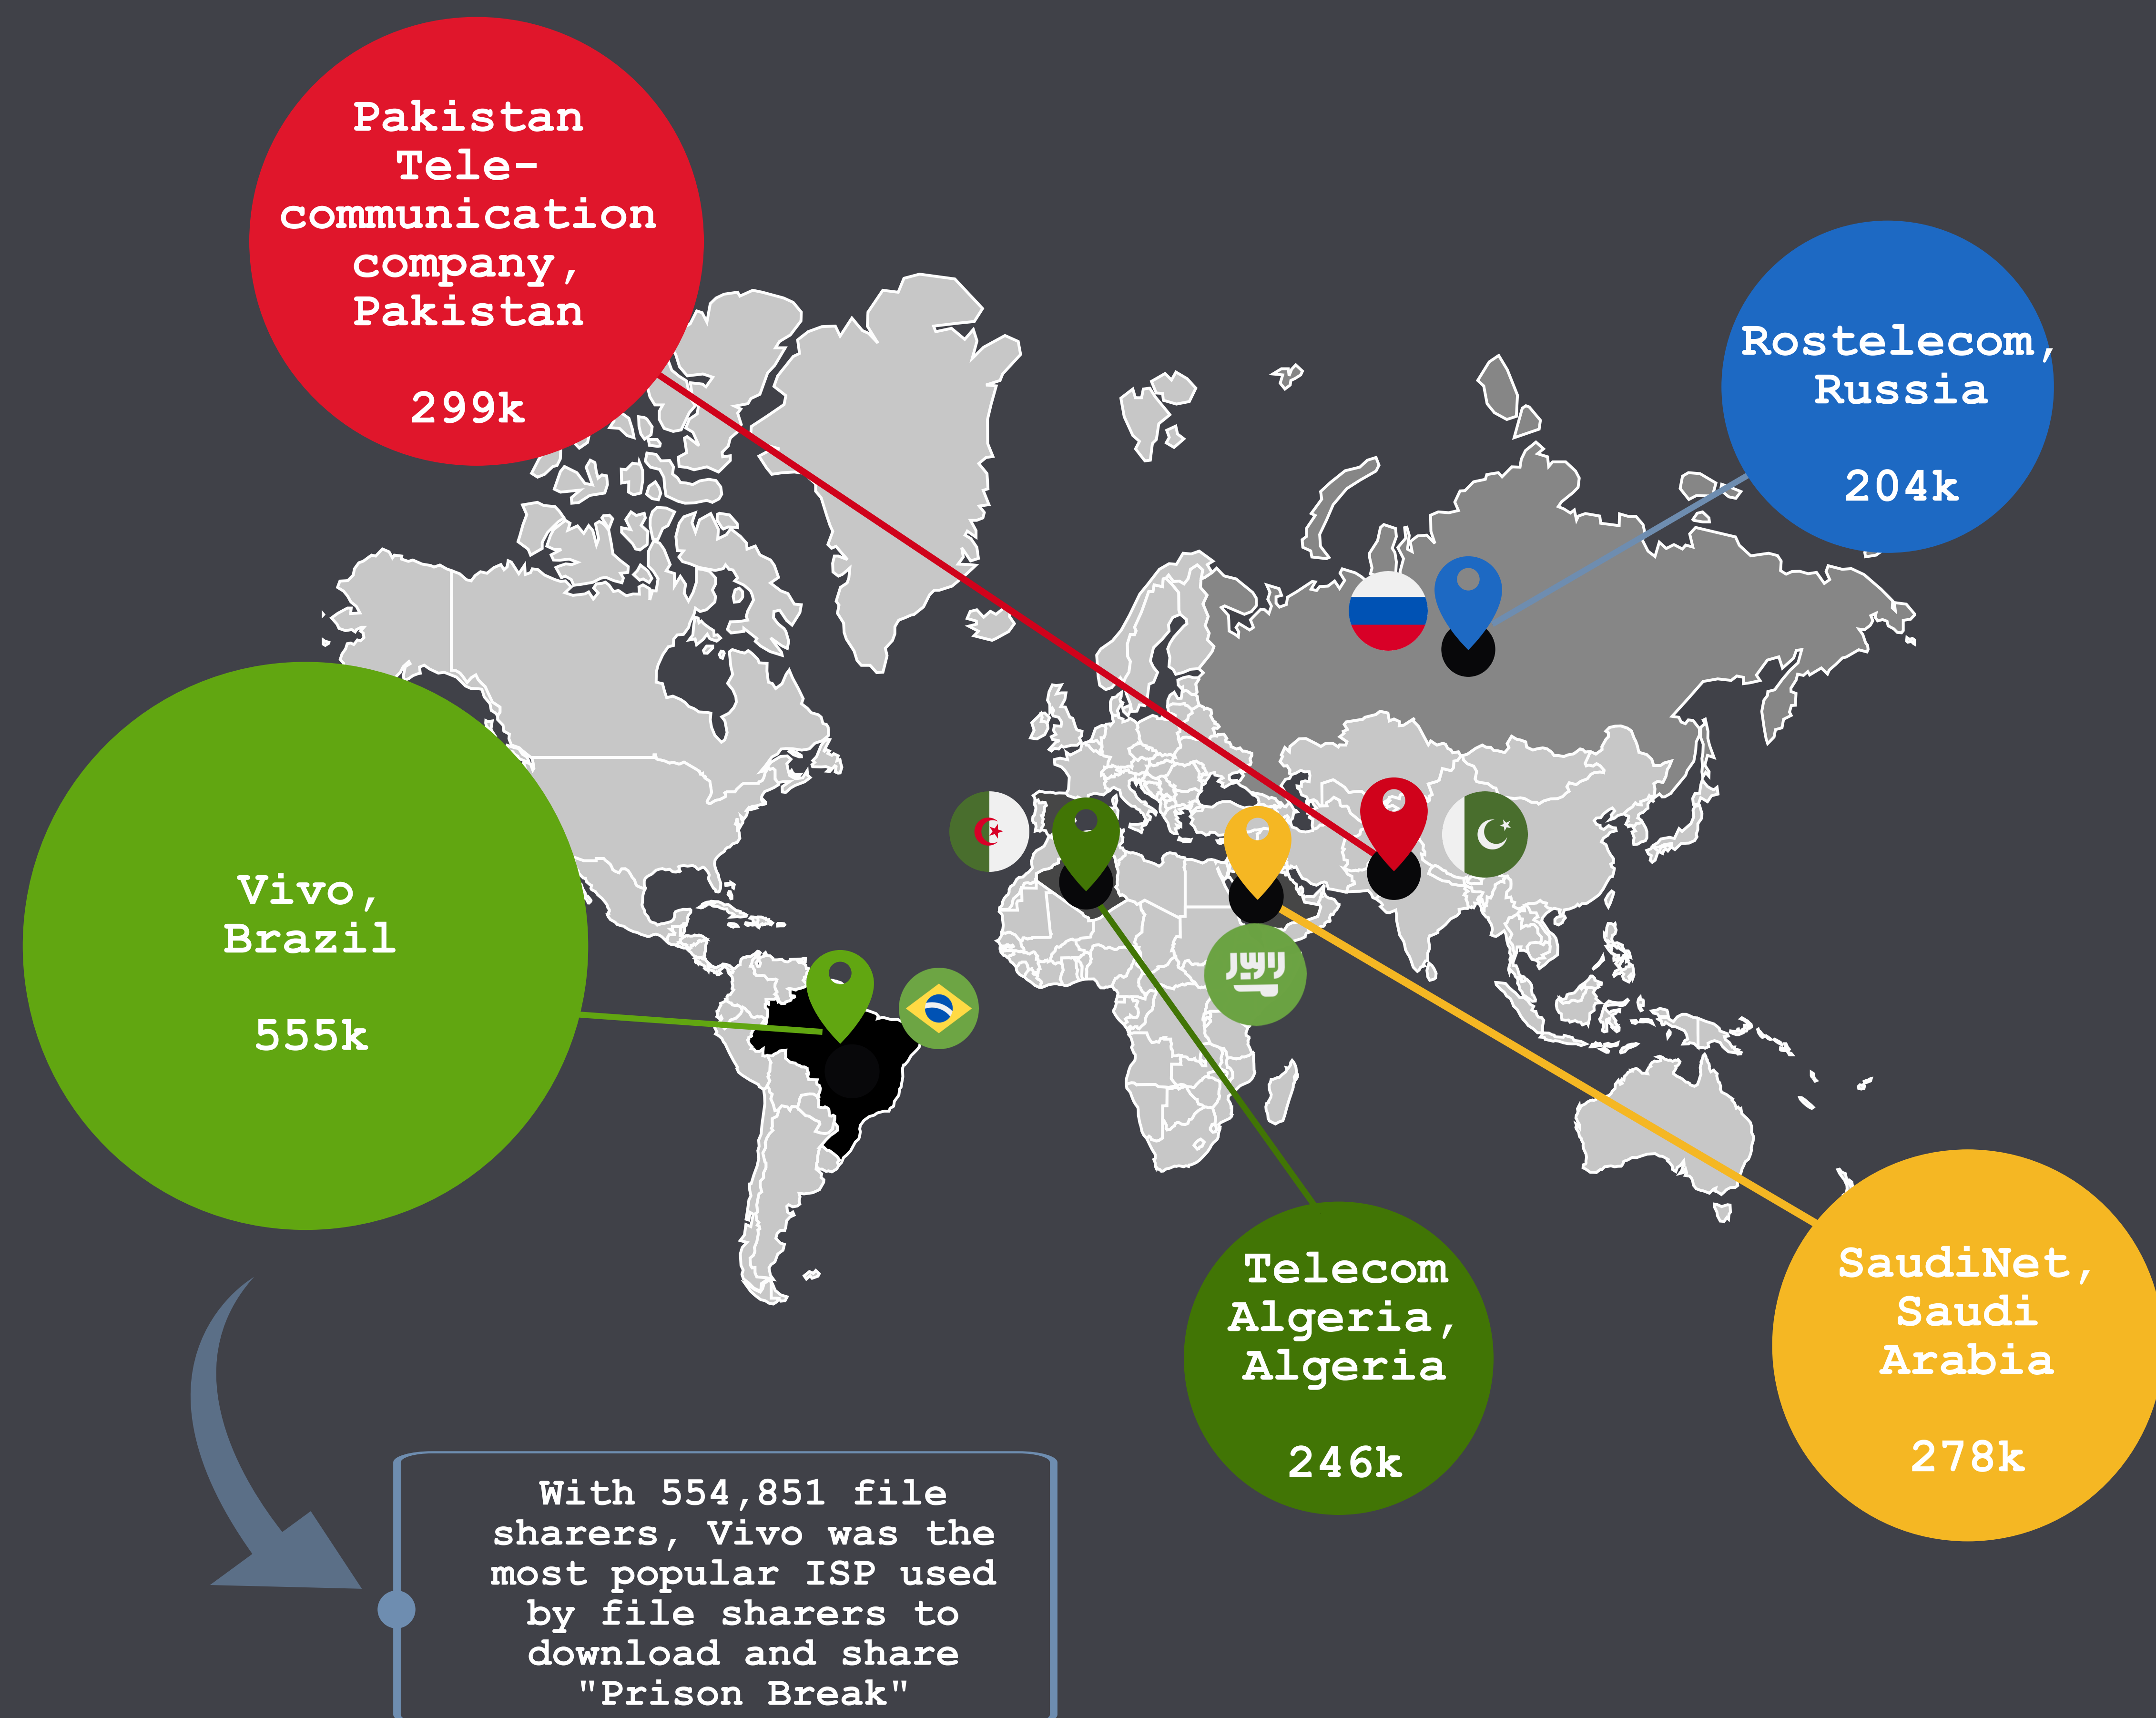 Pakistan
Tele-
communication
company,
Pakistan
299k
Rostelecom,
Russia
204k
Vivo,
Brazil
555k
Telecom
Algeria,
Algeria
246k
SaudiNet,
Saudi
Arabia
278k
With 554,851 file
sharers, Vivo was the
most popular ISP used
by file sharers to
download and share
"Prison Break"